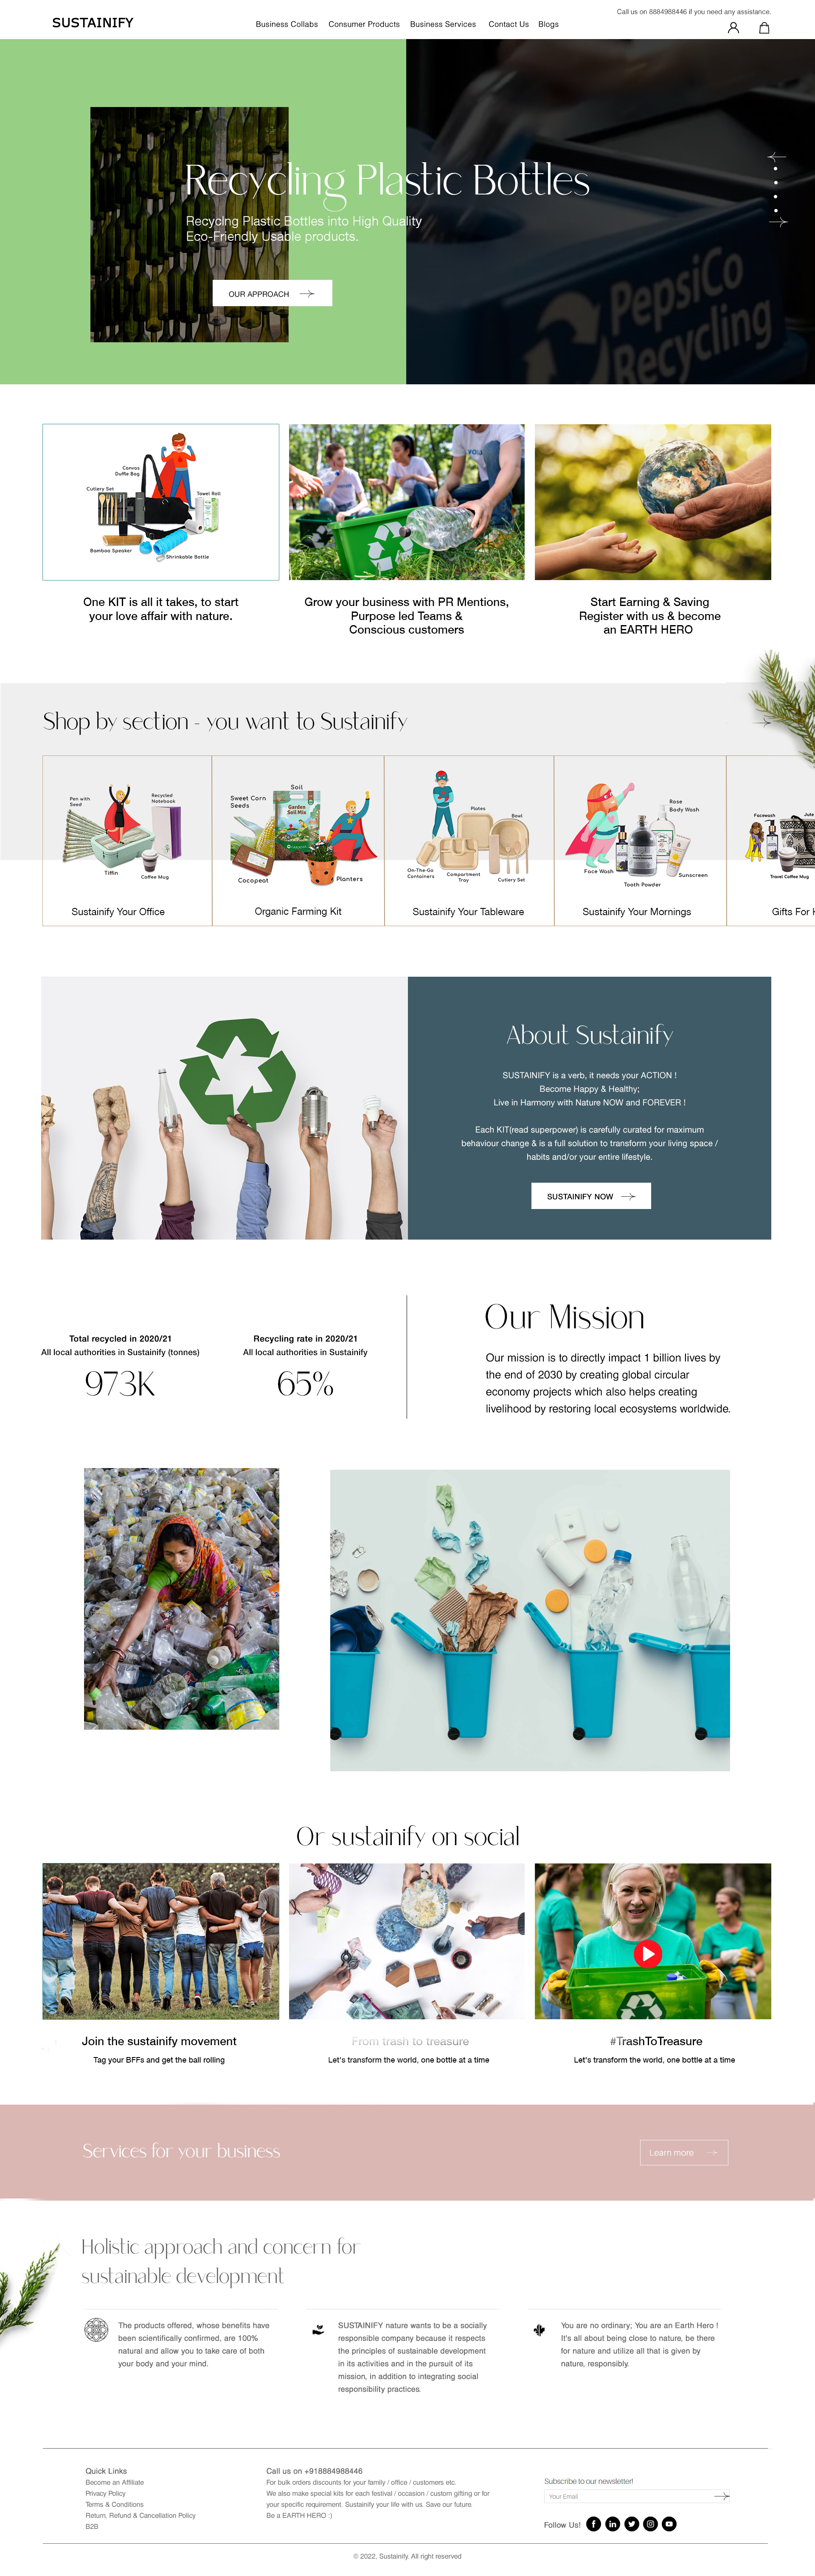 Call us on 8884988446 if you need any assistance.
SUSTAINIFY
Business Collabs
Consumer Products
Business Services
Contact Us
Blogs
Recycling Plastic Bottles
Recyclng Plastic Bottles into High Quality
Eco-Friendly Usable products.
OUR APPROACH
Recycling
Canvas
Duffle Bag
Cutlery Set
Towel Roll
Bamboo Speaker
Shrinkable Bottle
One KIT is all it takes, to start
your love affair with nature.
Grow your business with PR Mentions,
Purpose led Teams &
Conscious customers
Start Earning & Saving
Register with us & become
an EARTH HERO
Shop by section - you want to Sustainify
Pen with
Seed
Recycled
Notebook
Tiffin
Coffee Mug
Sustainify Your Office
Soil
Sweet Corn
Seeds
Garden
Soil Mix
Cocopeat
Planters
Organic Farming Kit
Plates
Bowl
On-The-Go
Containers
Compartment
Tray
Cutlery Set
Sustainify Your Tableware
Rose
Body Wash
Face Wash
Sunscreen
Tooth Powder
Sustainify Your Mornings
Facewash
Jute
Travel Coffee Mug
Gifts For
About Sustainify
SUSTAINIFY is a verb, it needs your ACTION !
Become Happy & Healthy;
Live in Harmony with Nature NOW and FOREVER !
Each KIT(read superpower) is carefully curated for maximum
behaviour change & is a full solution to transform your living space /
habits and/or your entire lifestyle.
SUSTAINIFY NOW
Total recycled in 2020/21
All local authorities in Sustainify (tonnes)
973K
Recycling rate in 2020/21
All local authorities in Sustainify
65%
Our Mission
Our mission is to directly impact 1 billion lives by
the end of 2030 by creating global circular
economy projects which also helps creating
livelihood by restoring local ecosystems worldwide.
Or sustainify on social
Join the sustainify movement
Tag your BFFs and get the ball rolling
From trash to treasure
Let's transform the world, one bottle at a time
#TrashToTreasure
Let's transform the world, one bottle at a time
Services for your business
Learn more
Holistic approach and concern for
sustainable development
The products offered, whose benefits have
been scientifically confirmed, are 100%
natural and allow you to take care of both
your body and your mind.
SUSTAINIFY nature wants to be a socially
responsible company because it respects
the principles of sustainable development
in its activities and in the pursuit of its
mission, in addition to integrating social
responsibility practices.
You are no ordinary; You are an Earth Hero !
It's all about being close to nature, be there
for nature and utilize all that is given by
nature, responsibly.
Quick Links
Become an Affiliate
Privacy Policy
Terms & Conditions
Return, Refund & Cancellation Policy
B2B
Call us on +918884988446
For bulk orders discounts for your family / office / customers etc.
We also make special kits for each festival / occasion / custom gifting or for
your specific requirement. Sustainify your life with us. Save our future.
Be a EARTH HERO :)
Subscribe to our newsletter!
Your Email
Follow Us!
© 2022, Sustainify. All right reserved